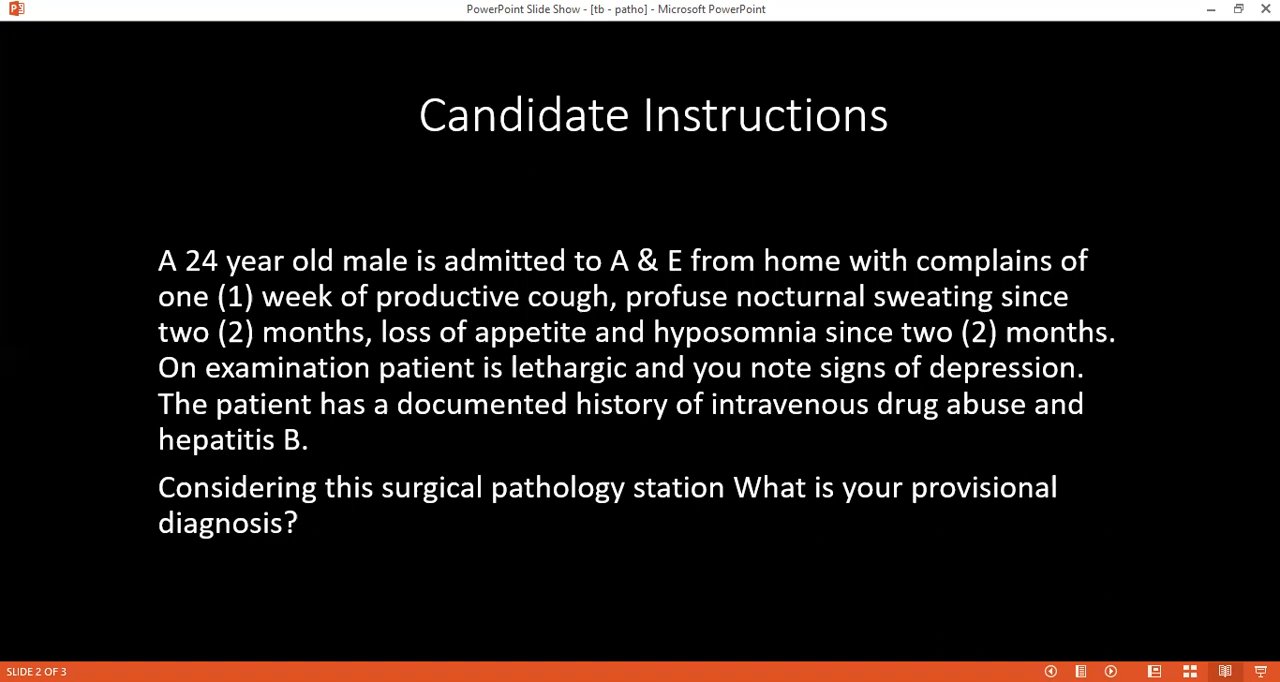 PowerPoint Slide Show - [tb - patho] - Microsoft PowerPoint
Candidate Instructions
A 24 year old male is admitted to A & E from home with complains of
one (1) week of productive cough, profuse nocturnal sweating since
two (2) months, loss of appetite and hyposomnia since two (2) months.
On examination patient is lethargic and you note signs of depression.
The patient has a documented history of intravenous drug abuse and
hepatitis B.
Considering this surgical pathology station What is your provisional
diagnosis?
SLIDE 2 OF 3